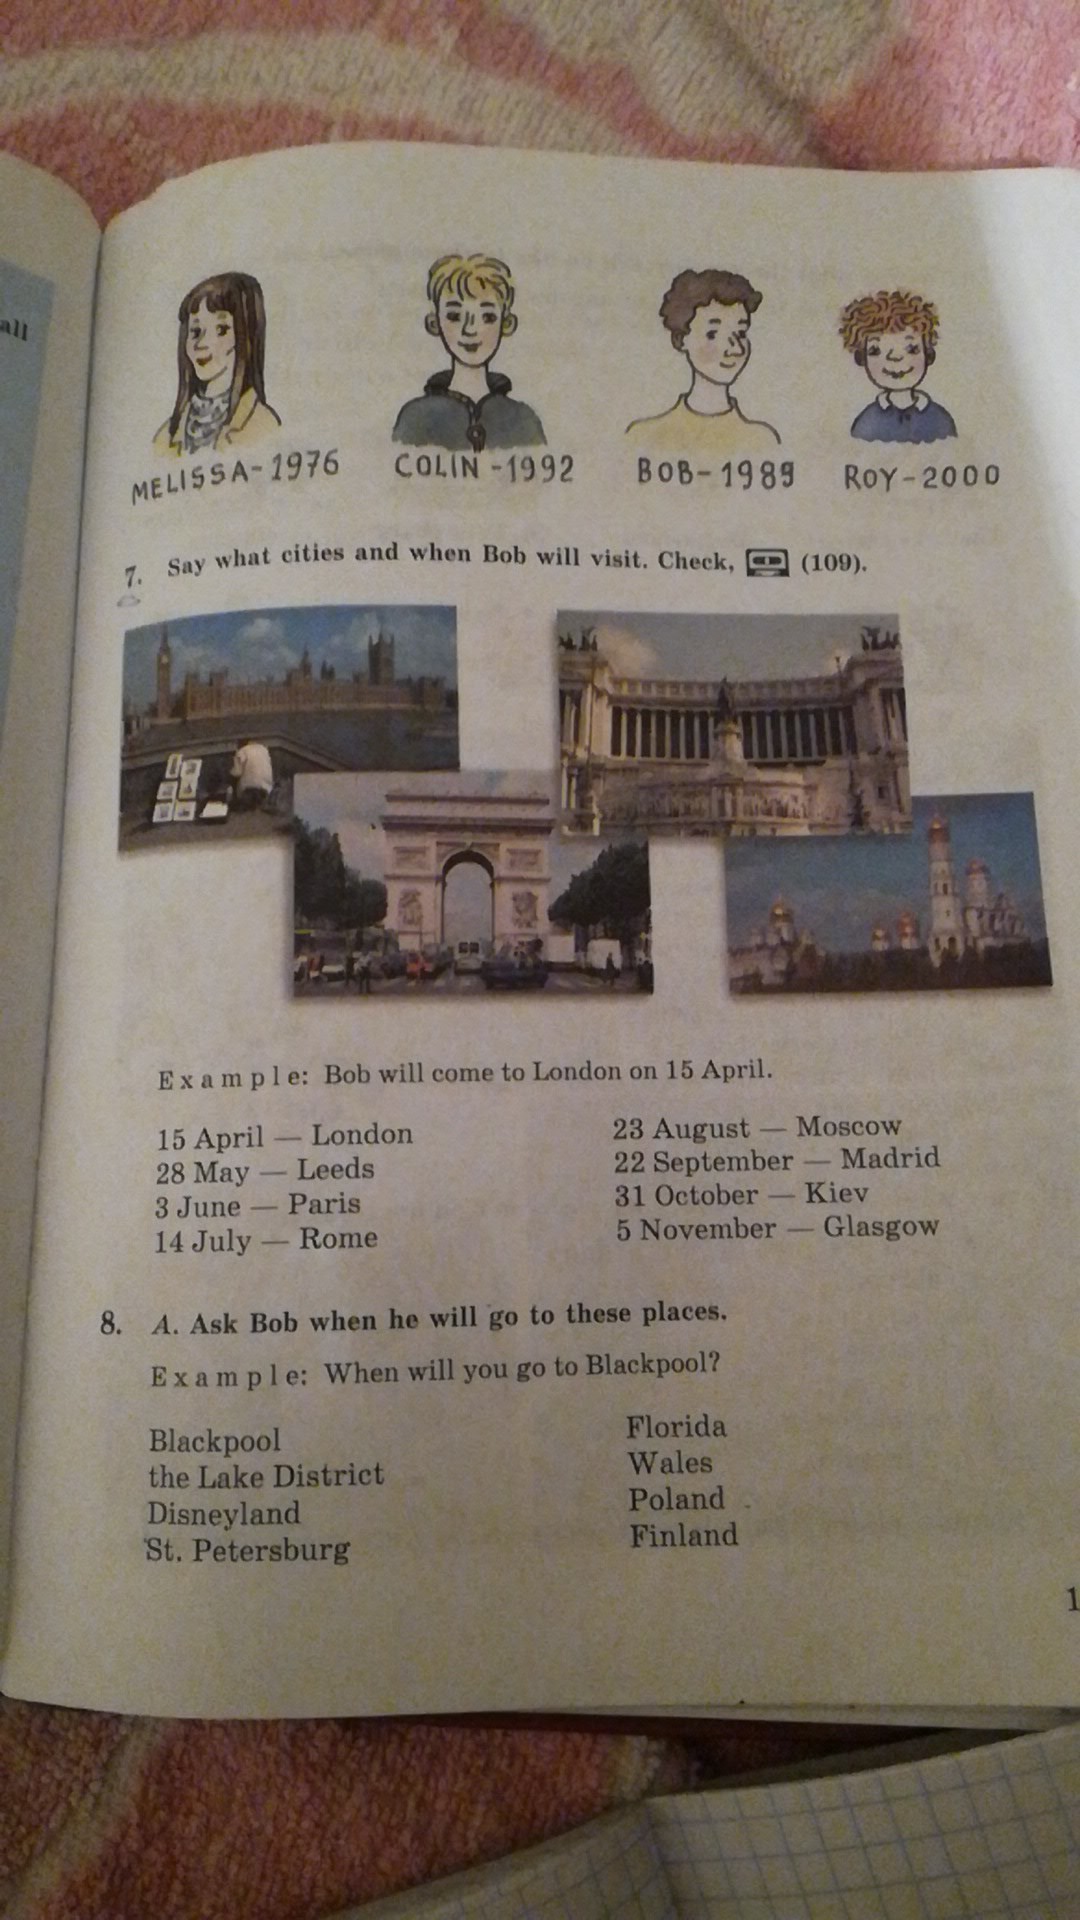 all
MELISSA-1976 COLIN-1992 BOB-1989 ROY-2000
7. Say what cities and when Bob will visit. Check, (109).
Example: Bob will come to London on 15 April.
15 April — London
28 May — Leeds
3 June — Paris
14 July — Rome
23 August — Moscow
22 September — Madrid
31 October — Kiev
5 November — Glasgow
8. A. Ask Bob when he will go to these places.
Example: When will you go to Blackpool?
Blackpool
the Lake District
Disneyland
St. Petersburg
Florida
Wales
Poland
Finland
1